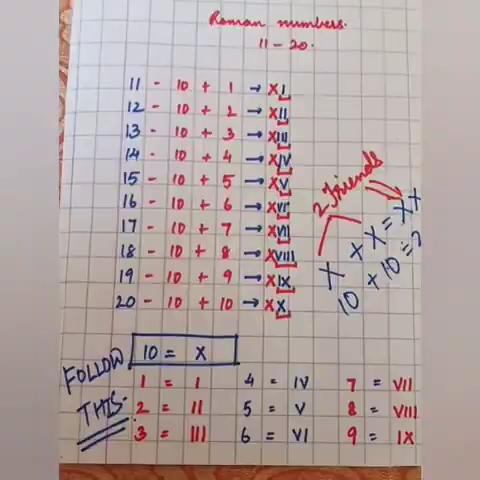 Roman numbers.
11 - 20.
11 - 10 + 1 → XI
12 - 10 + 2 → XII
13 - 10 + 3 → XIII
14 - 10 + 4 → XIV
15 - 10 + 5 → XV
16 - 10 + 6 → XVI
17 - 10 + 7 → XVII
18 - 10 + 8 → XVIII
19 - 10 + 9 → XIX
20 - 10 + 10 → XX
2 Friends
X x X = XX
10 x 10 = ?
FOLLOW THIS.
10 = X
1 = I 4 = IV 7 = VII
2 = II 5 = V 8 = VIII
3 = III 6 = VI 9 = IX